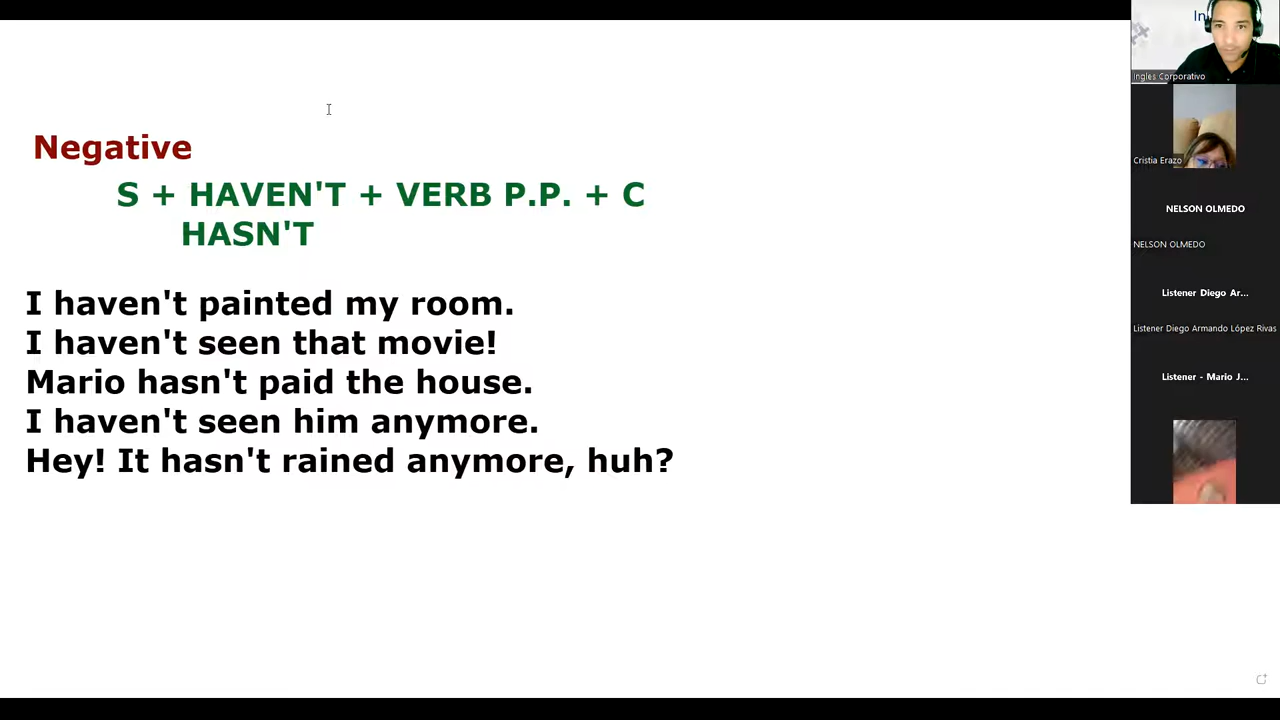 Negative
S + HAVEN'T + VERB P.P. + C
HASN'T
I haven't painted my room.
I haven't seen that movie!
Mario hasn't paid the house.
I haven't seen him anymore.
Hey! It hasn't rained anymore, huh?
In
Ingles Corporativo
Cristia Erazo
NELSON OLMEDO
NELSON OLMEDO
Listener Diego Ar...
Listener Diego Armando López Rivas
Listener - Mario J...